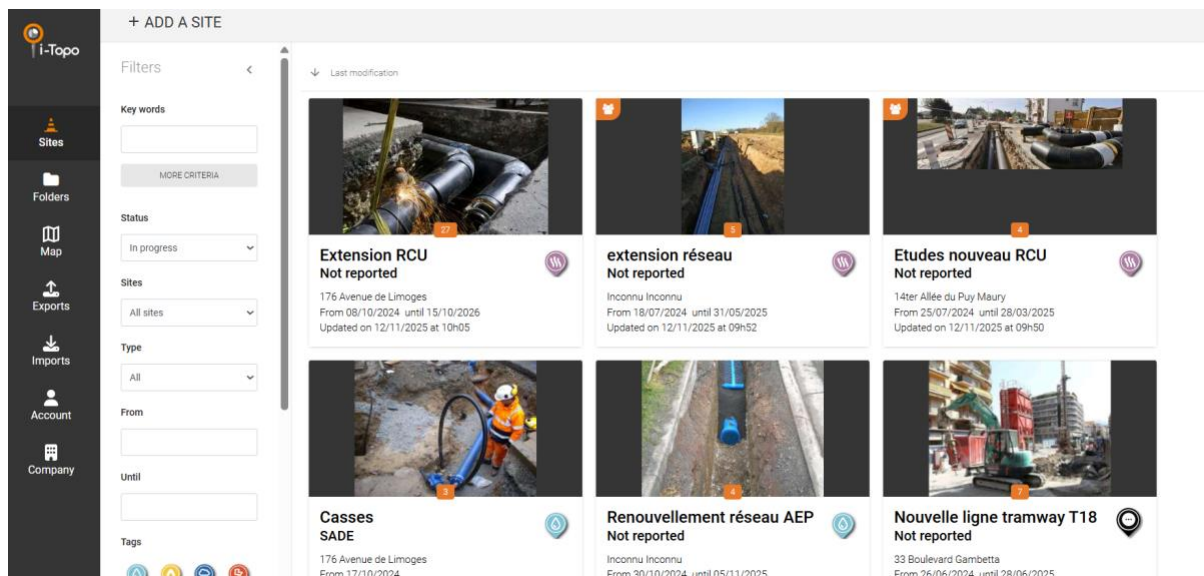 + ADD A SITE
i-Topo
Sites
Folders
Map
Exports
Imports
Account
Company
Filters
Key words
MORE CRITERIA
Status
In progress
Sites
All sites
Type
All
From
Until
Tags
Last modification
27
Extension RCU
Not reported
176 Avenue de Limoges
From 08/10/2024 until 15/10/2026
Updated on 12/11/2025 at 10h05
5
extension réseau
Not reported
Inconnu Inconnu
From 18/07/2024 until 31/05/2025
Updated on 12/11/2025 at 09h52
4
Etudes nouveau RCU
Not reported
14ter Allée du Puy Maury
From 25/07/2024 until 28/03/2025
Updated on 12/11/2025 at 09h50
3
Casses
SADE
176 Avenue de Limoges
From 17/10/2024
4
Renouvellement réseau AEP
Not reported
Inconnu Inconnu
From 30/10/2024 until 05/11/2025
7
Nouvelle ligne tramway T18
Not reported
33 Boulevard Gambetta
From 26/06/2024 until 28/06/2025